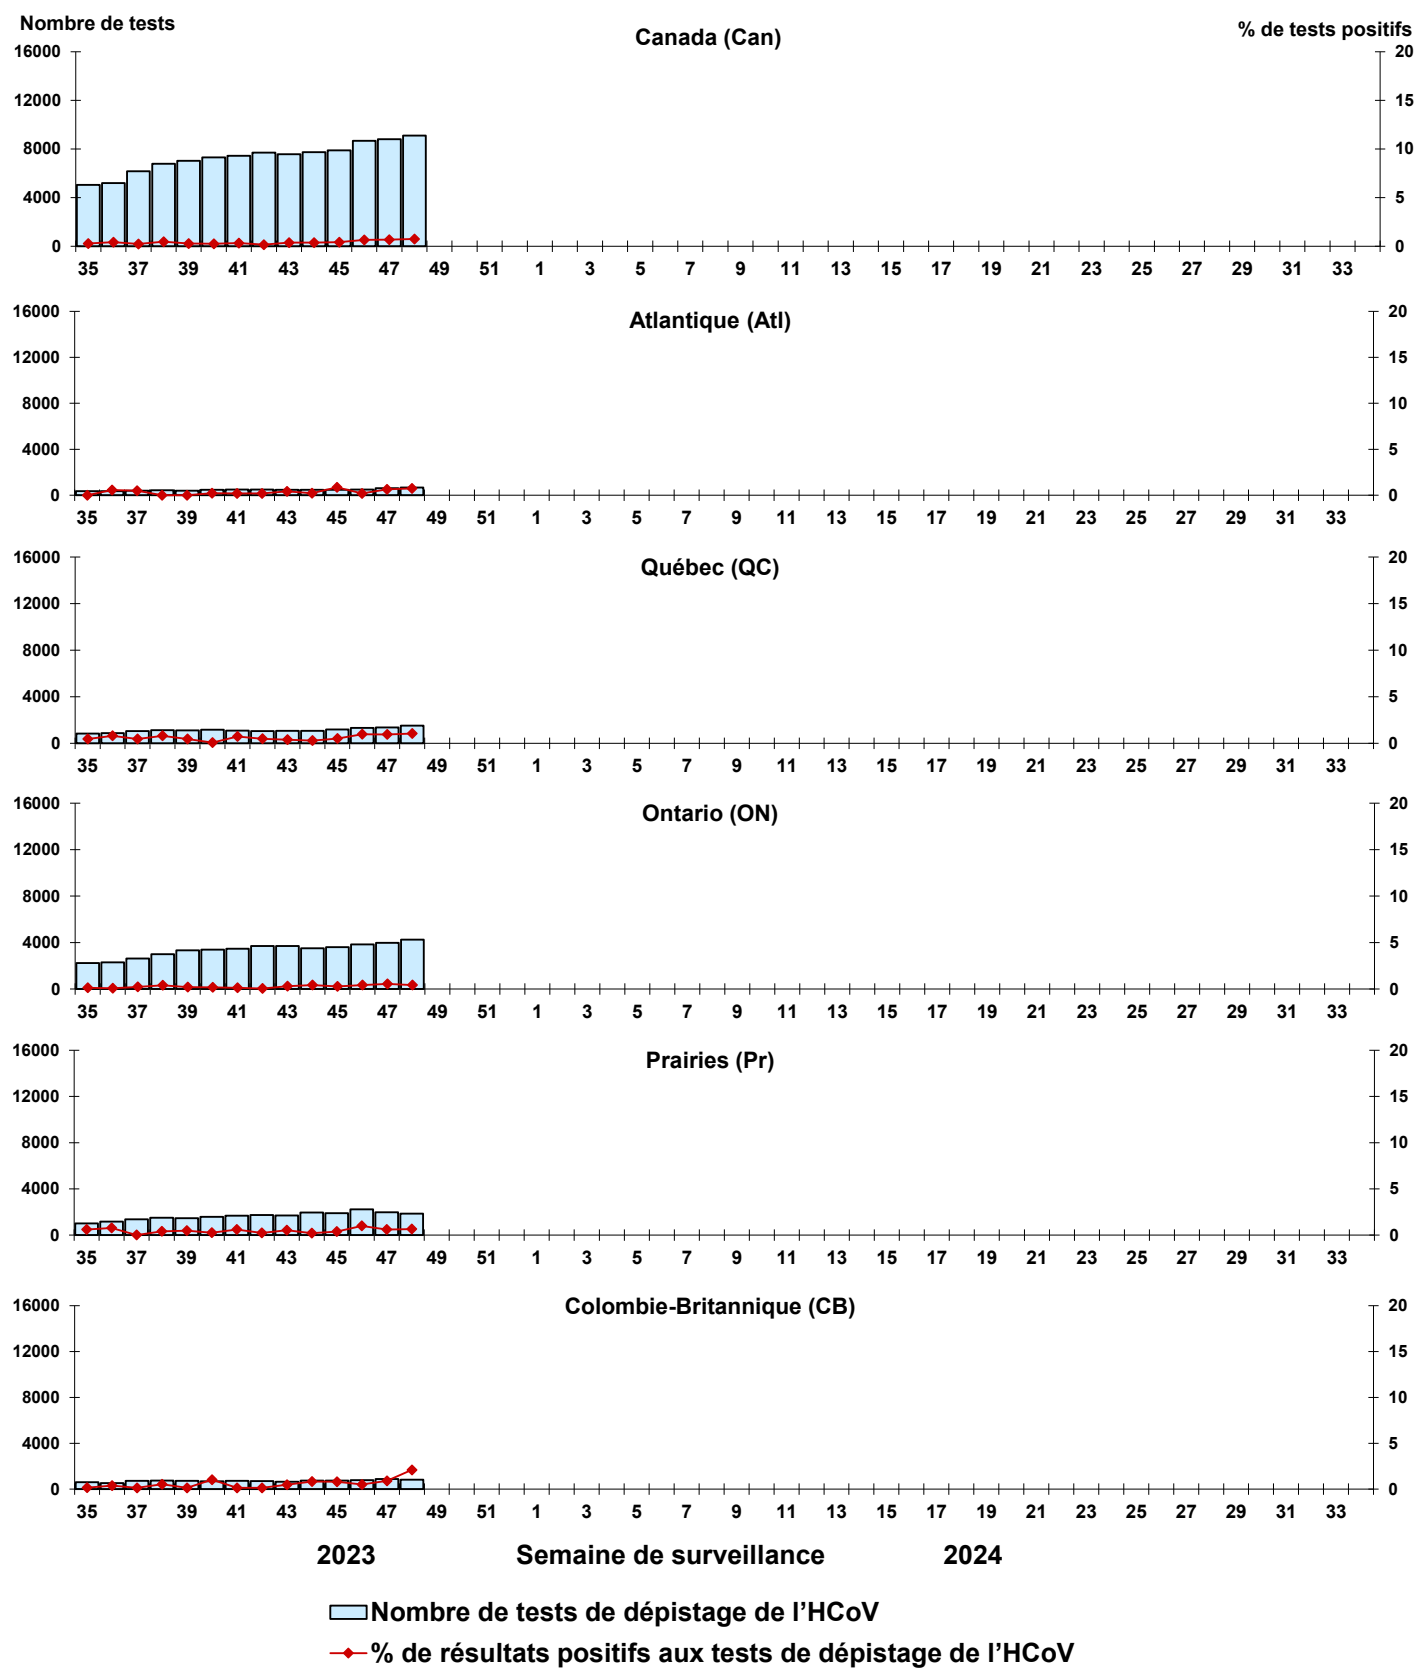 Nombre de tests
Canada (Can)
% de tests positifs
16000 20
12000 15
8000 10
4000 5
0 0
35 37 39 41 43 45 47 49 51 1 3 5 7 9 11 13 15 17 19 21 23 25 27 29 31 33
Atlantique (Atl)
16000 20
12000 15
8000 10
4000 5
0 0
35 37 39 41 43 45 47 49 51 1 3 5 7 9 11 13 15 17 19 21 23 25 27 29 31 33
Québec (QC)
16000 20
12000 15
8000 10
4000 5
0 0
35 37 39 41 43 45 47 49 51 1 3 5 7 9 11 13 15 17 19 21 23 25 27 29 31 33
Ontario (ON)
16000 20
12000 15
8000 10
4000 5
0 0
35 37 39 41 43 45 47 49 51 1 3 5 7 9 11 13 15 17 19 21 23 25 27 29 31 33
Prairies (Pr)
16000 20
12000 15
8000 10
4000 5
0 0
35 37 39 41 43 45 47 49 51 1 3 5 7 9 11 13 15 17 19 21 23 25 27 29 31 33
Colombie-Britannique (CB)
16000 20
12000 15
8000 10
4000 5
0 0
35 37 39 41 43 45 47 49 51 1 3 5 7 9 11 13 15 17 19 21 23 25 27 29 31 33
2023 Semaine de surveillance 2024
Nombre de tests de dépistage de l’HCoV
% de résultats positifs aux tests de dépistage de l’HCoV